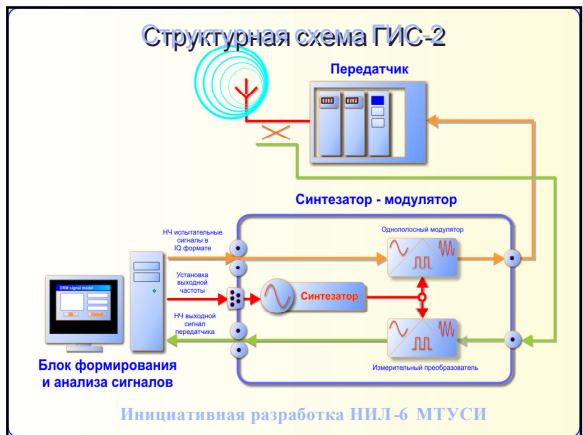 Структурная схема ГИС-2
Передатчик
Синтезатор - модулятор
НЧ испытательные
сигналы в
IQ формате
Однополосный модулятор
Установка
выходной
частоты
Синтезатор
НЧ выходной
сигнал
передатчика
Измерительный преобразователь
Блок формирования
и анализа сигналов
Инициативная разработка НИЛ-6 МТУСИ